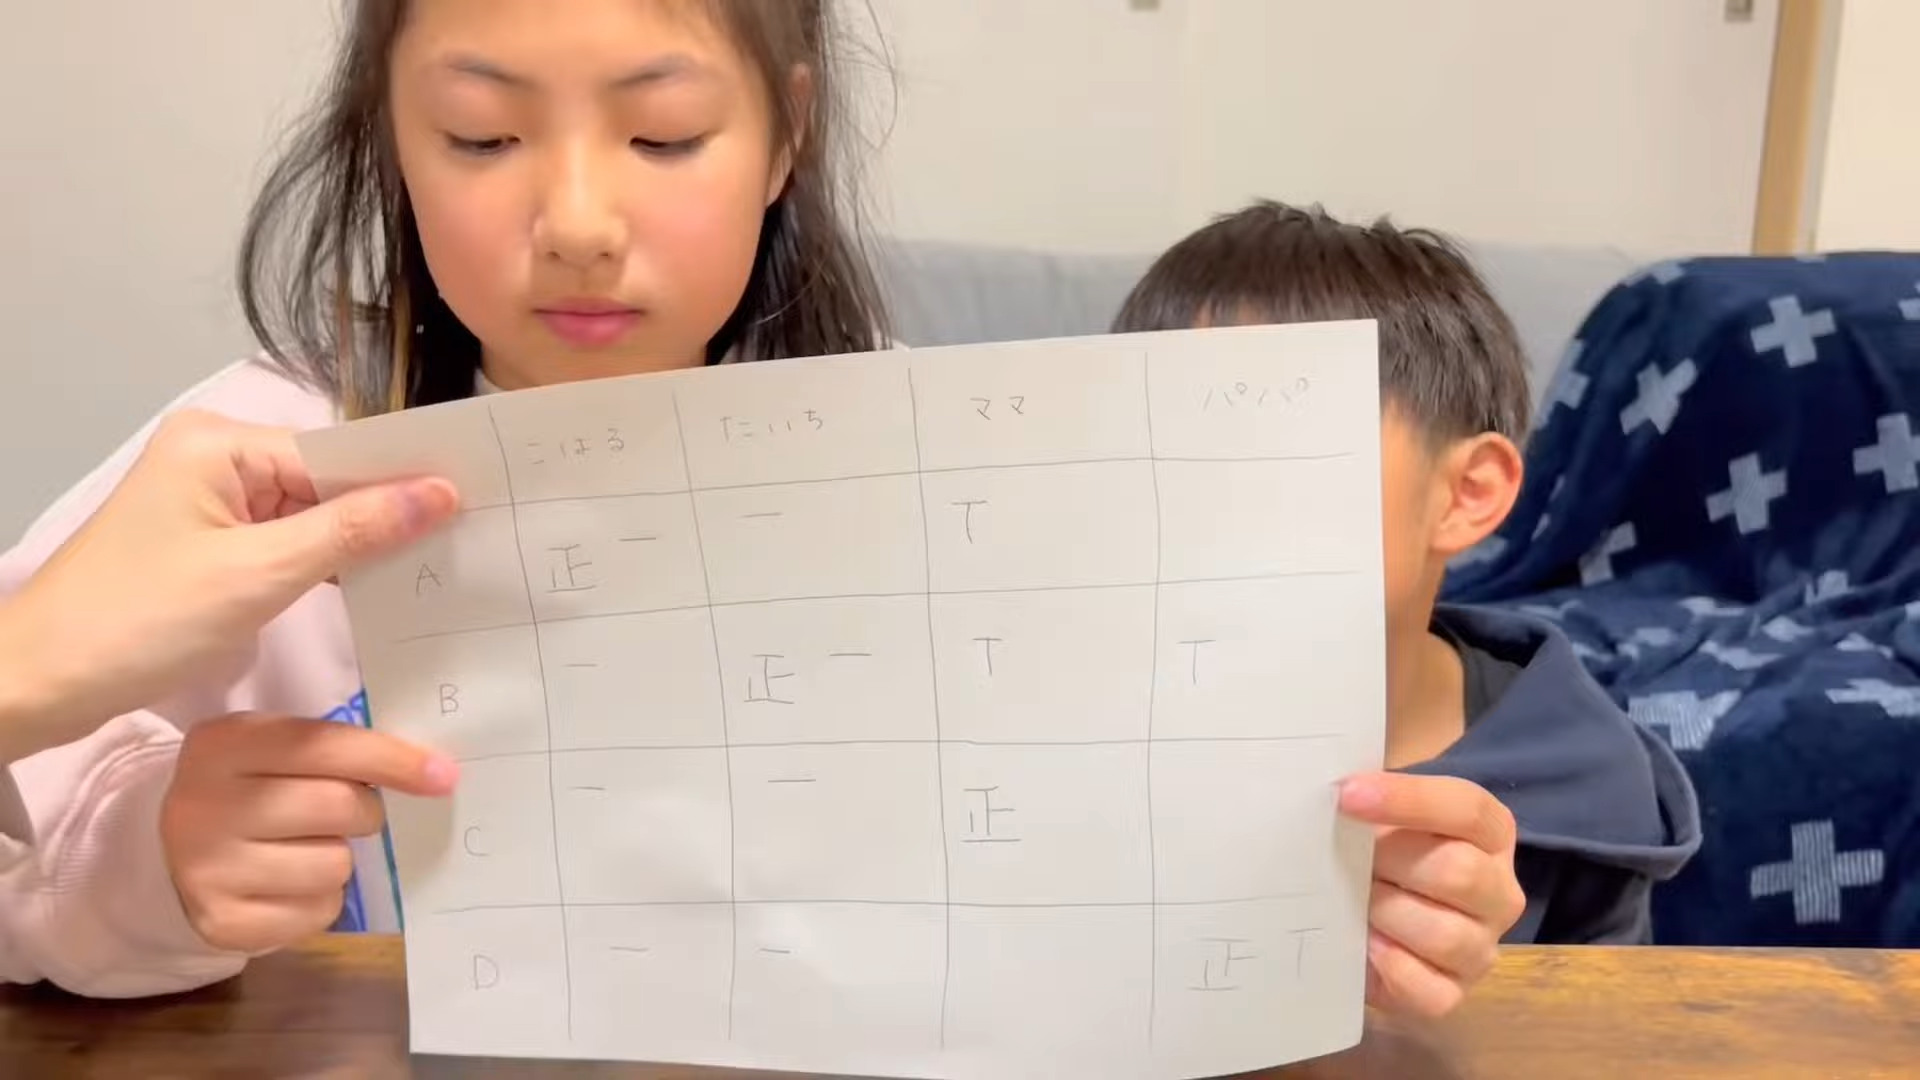 こはる たいち ママ パパ
A 正一 一 T
B 一 正一 T T
C 一 一 正
D 一 一 正T